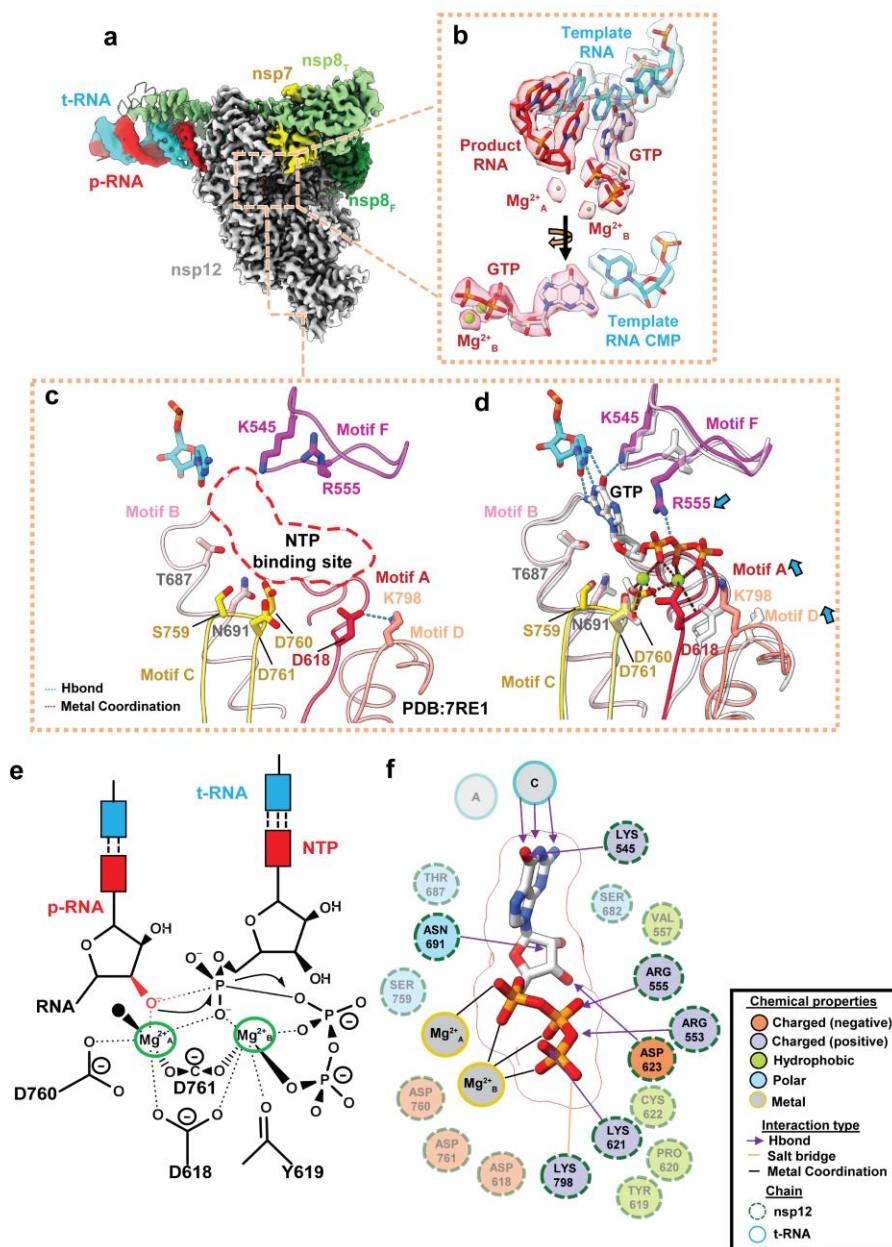 a
nsp7
nsp8T
t-RNA
p-RNA
nsp8F
nsp12
b
Template
RNA
Product
RNA
GTP
Mg2+A
Mg2+B
GTP
Mg2+B
Template
RNA CMP
c
K545
Motif F
R555
Motif B
NTP
binding site
T687
Motif A
K798
S759
N691
D760
D761
D618
Motif D
Motif C
Hbond
Metal Coordination
PDB:7RE1
d
K545
Motif F
GTP
R555
Motif B
T687
Motif A
K798
S759
N691
D760
D761
D618
Motif D
Motif C
e
t-RNA
NTP
p-RNA
OH
OH
RNA
O-
P
O-
O
O-
OH
O
P
O
Mg2+A
Mg2+B
O
C
O
P
O
O
O
D760
D761
O
O
O
D618
Y619
f
A
C
LYS
545
THR
687
SER
682
VAL
557
ASN
691
ARG
555
SER
759
ARG
553
Mg2+A
ASP
623
Mg2+B
CYS
622
ASP
760
LYS
621
ASP
761
ASP
618
PRO
620
LYS
798
TYR
619
Chemical properties
Charged (negative)
Charged (positive)
Hydrophobic
Polar
Metal
Interaction type
Hbond
Salt bridge
Metal Coordination
Chain
nsp12
t-RNA